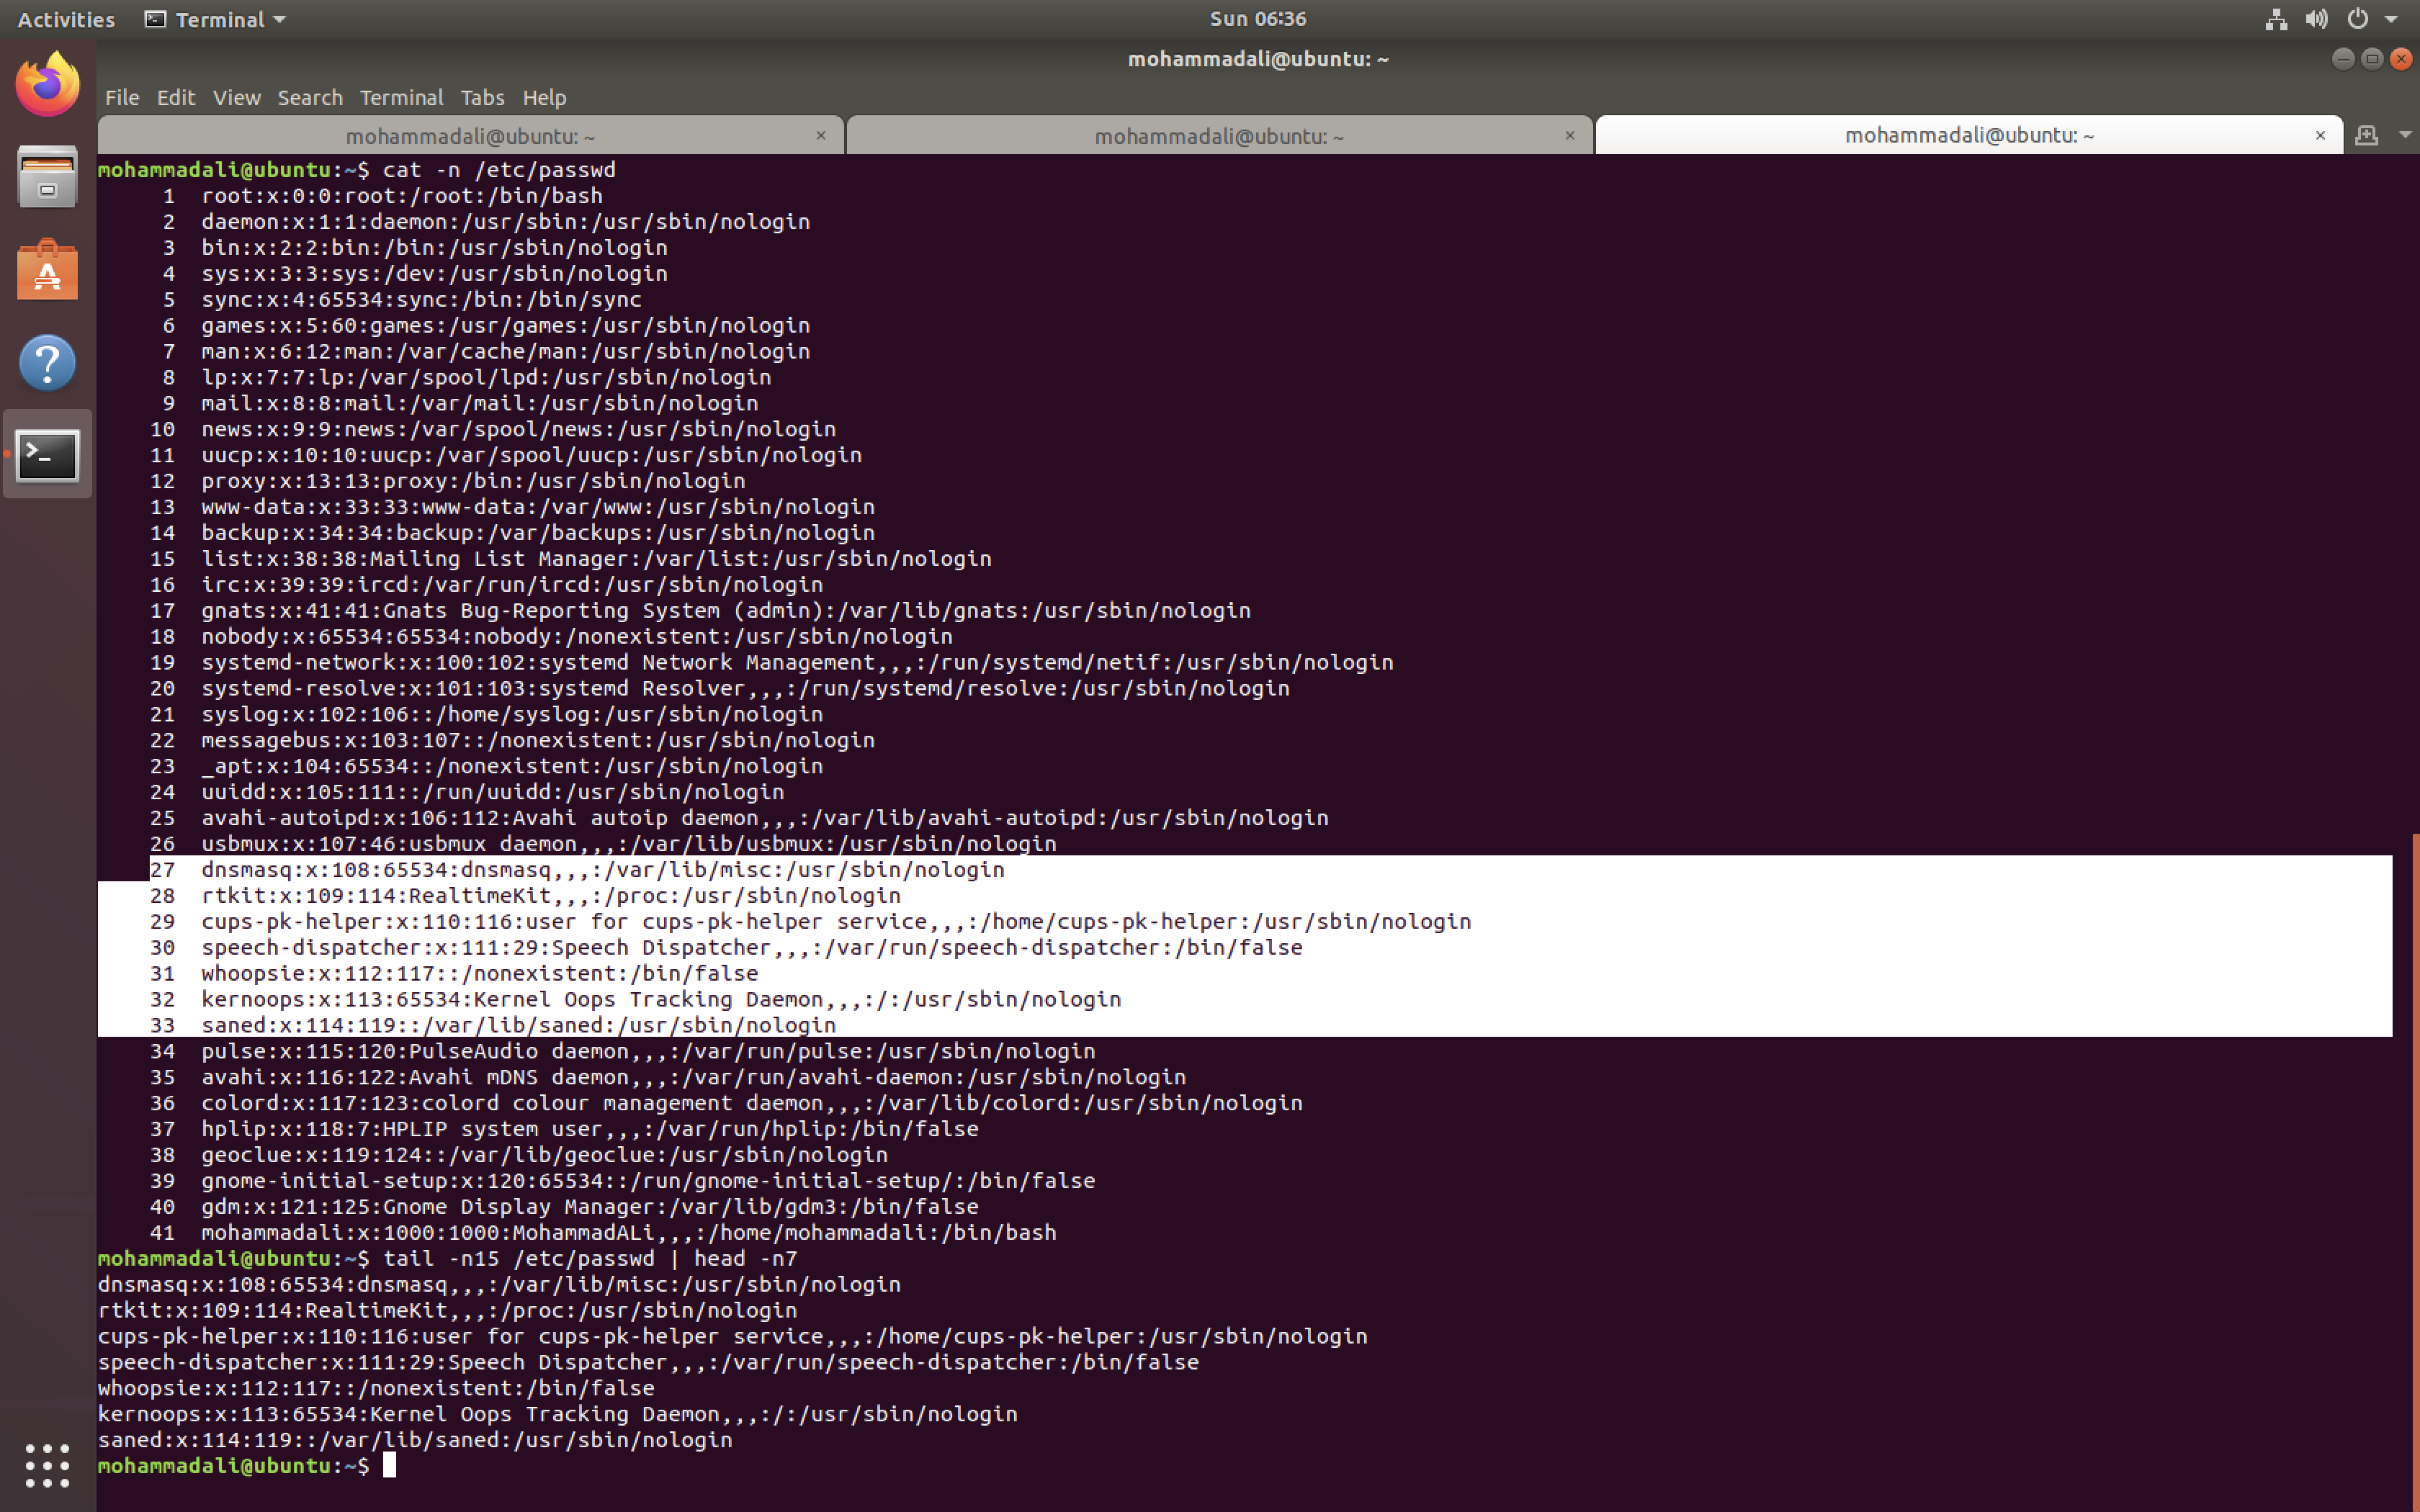 Activities Terminal Sun 06:36
mohammadali@ubuntu: ~
File Edit View Search Terminal Tabs Help
mohammadali@ubuntu: ~ × mohammadali@ubuntu: ~ × mohammadali@ubuntu: ~ ×
mohammadali@ubuntu:~$ cat -n /etc/passwd
1 root:x:0:0:root:/root:/bin/bash
2 daemon:x:1:1:daemon:/usr/sbin:/usr/sbin/nologin
3 bin:x:2:2:bin:/bin:/usr/sbin/nologin
4 sys:x:3:3:sys:/dev:/usr/sbin/nologin
5 sync:x:4:65534:sync:/bin:/bin/sync
6 games:x:5:60:games:/usr/games:/usr/sbin/nologin
7 man:x:6:12:man:/var/cache/man:/usr/sbin/nologin
8 lp:x:7:7:lp:/var/spool/lpd:/usr/sbin/nologin
9 mail:x:8:8:mail:/var/mail:/usr/sbin/nologin
10 news:x:9:9:news:/var/spool/news:/usr/sbin/nologin
11 uucp:x:10:10:uucp:/var/spool/uucp:/usr/sbin/nologin
12 proxy:x:13:13:proxy:/bin:/usr/sbin/nologin
13 www-data:x:33:33:www-data:/var/www:/usr/sbin/nologin
14 backup:x:34:34:backup:/var/backups:/usr/sbin/nologin
15 list:x:38:38:Mailing List Manager:/var/list:/usr/sbin/nologin
16 irc:x:39:39:ircd:/var/run/ircd:/usr/sbin/nologin
17 gnats:x:41:41:Gnats Bug-Reporting System (admin):/var/lib/gnats:/usr/sbin/nologin
18 nobody:x:65534:65534:nobody:/nonexistent:/usr/sbin/nologin
19 systemd-network:x:100:102:systemd Network Management,,,:/run/systemd/netif:/usr/sbin/nologin
20 systemd-resolve:x:101:103:systemd Resolver,,,:/run/systemd/resolve:/usr/sbin/nologin
21 syslog:x:102:106::/home/syslog:/usr/sbin/nologin
22 messagebus:x:103:107::/nonexistent:/usr/sbin/nologin
23 _apt:x:104:65534::/nonexistent:/usr/sbin/nologin
24 uuidd:x:105:111::/run/uuidd:/usr/sbin/nologin
25 avahi-autoipd:x:106:112:Avahi autoip daemon,,,:/var/lib/avahi-autoipd:/usr/sbin/nologin
26 usbmux:x:107:46:usbmux daemon,,,:/var/lib/usbmux:/usr/sbin/nologin
27 dnsmasq:x:108:65534:dnsmasq,,,:/var/lib/misc:/usr/sbin/nologin
28 rtkit:x:109:114:RealtimeKit,,,:/proc:/usr/sbin/nologin
29 cups-pk-helper:x:110:116:user for cups-pk-helper service,,,:/home/cups-pk-helper:/usr/sbin/nologin
30 speech-dispatcher:x:111:29:Speech Dispatcher,,,:/var/run/speech-dispatcher:/bin/false
31 whoopsie:x:112:117::/nonexistent:/bin/false
32 kernoops:x:113:65534:Kernel Oops Tracking Daemon,,,:/:/usr/sbin/nologin
33 saned:x:114:119::/var/lib/saned:/usr/sbin/nologin
34 pulse:x:115:120:PulseAudio daemon,,,:/var/run/pulse:/usr/sbin/nologin
35 avahi:x:116:122:Avahi mDNS daemon,,,:/var/run/avahi-daemon:/usr/sbin/nologin
36 colord:x:117:123:colord colour management daemon,,,:/var/lib/colord:/usr/sbin/nologin
37 hplip:x:118:7:HPLIP system user,,,:/var/run/hplip:/bin/false
38 geoclue:x:119:124::/var/lib/geoclue:/usr/sbin/nologin
39 gnome-initial-setup:x:120:65534::/run/gnome-initial-setup/:/bin/false
40 gdm:x:121:125:Gnome Display Manager:/var/lib/gdm3:/bin/false
41 mohammadali:x:1000:1000:MohammadALi,,,:/home/mohammadali:/bin/bash
mohammadali@ubuntu:~$ tail -n15 /etc/passwd | head -n7
dnsmasq:x:108:65534:dnsmasq,,,:/var/lib/misc:/usr/sbin/nologin
rtkit:x:109:114:RealtimeKit,,,:/proc:/usr/sbin/nologin
cups-pk-helper:x:110:116:user for cups-pk-helper service,,,:/home/cups-pk-helper:/usr/sbin/nologin
speech-dispatcher:x:111:29:Speech Dispatcher,,,:/var/run/speech-dispatcher:/bin/false
whoopsie:x:112:117::/nonexistent:/bin/false
kernoops:x:113:65534:Kernel Oops Tracking Daemon,,,:/:/usr/sbin/nologin
saned:x:114:119::/var/lib/saned:/usr/sbin/nologin
mohammadali@ubuntu:~$